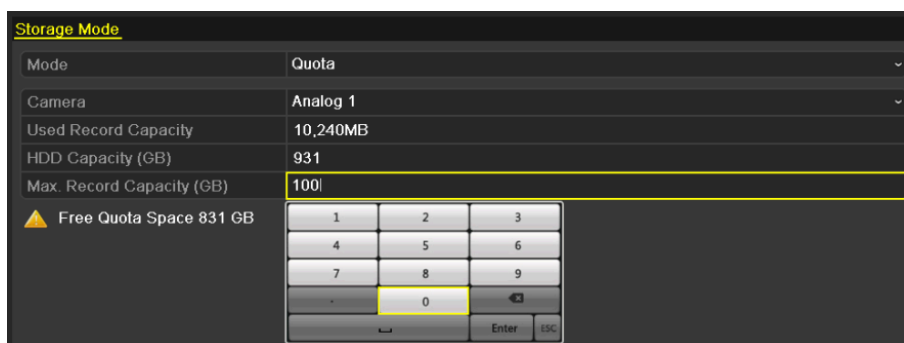 Storage Mode
Mode Quota
Camera Analog 1
Used Record Capacity 10,240MB
HDD Capacity (GB) 931
Max. Record Capacity (GB) 100
Free Quota Space 831 GB
1 2 3
4 5 6
7 8 9
. 0
Enter ESC